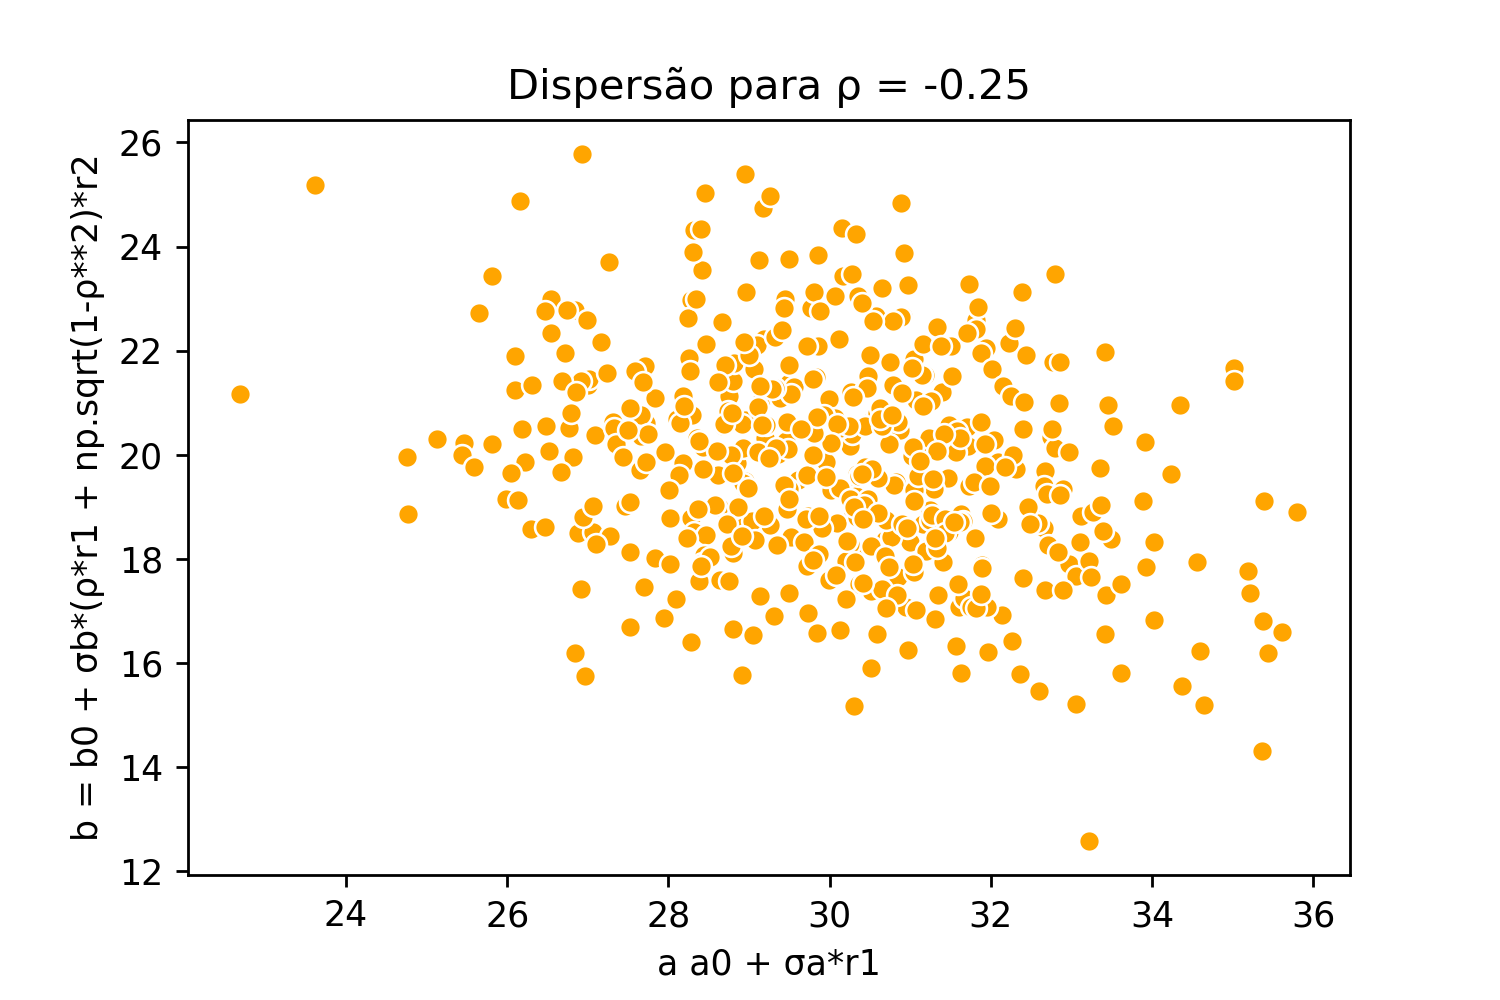 Dispersão para ρ = -0.25
26
24
22
20
18
16
14
12
b = b0 + σb*(ρ*r1 + np.sqrt(1-ρ**2)*r2
24 26 28 30 32 34 36
a a0 + σa*r1